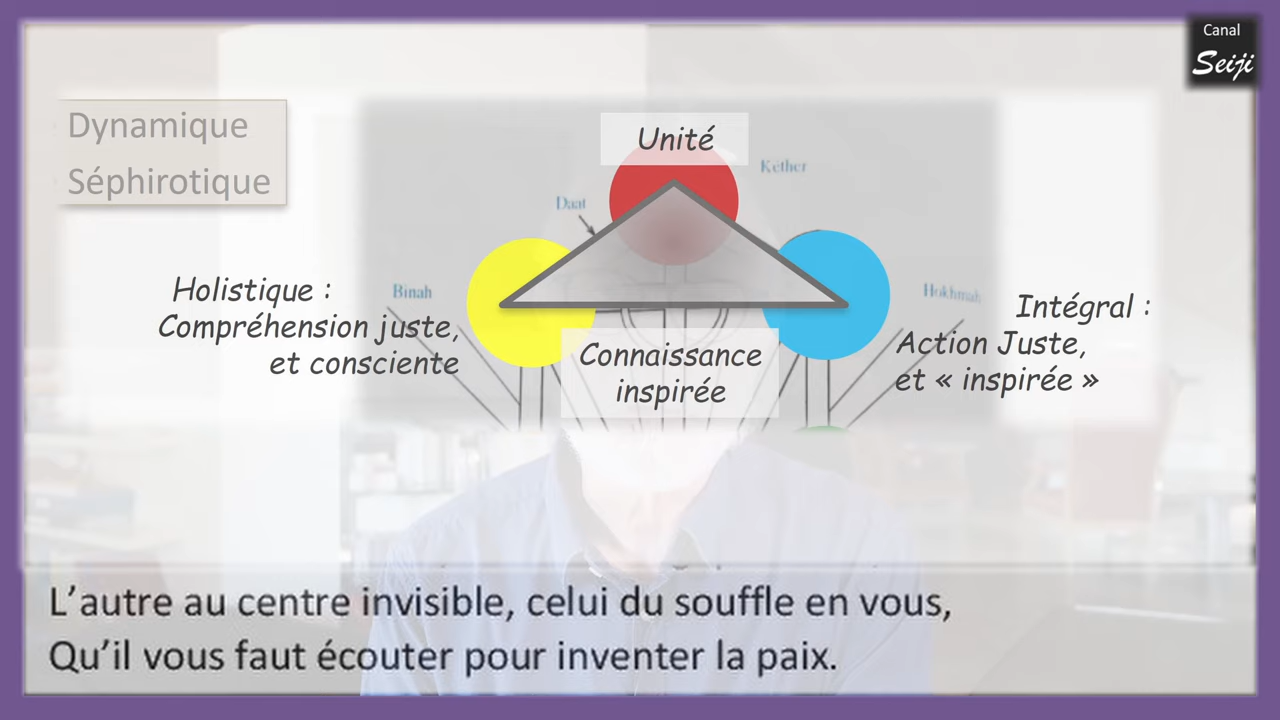 Canal
Seiji
Dynamique
Séphirotique
Unité
Kéther
Daat
Holistique :
Compréhension juste,
et consciente
Binah
Connaissance
inspirée
Hokhmah
Intégral :
Action Juste,
et « inspirée »
L’autre au centre invisible, celui du souffle en vous,
Qu’il vous faut écouter pour inventer la paix.